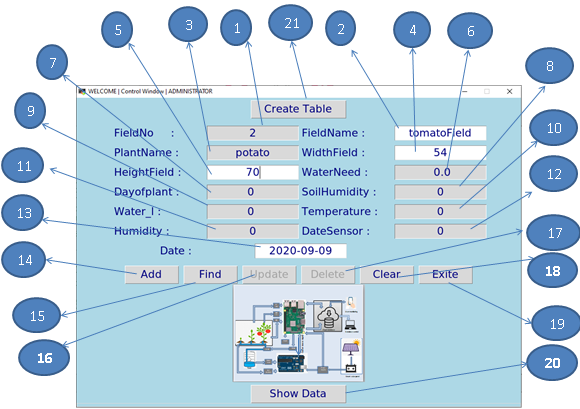 21
5 3 1 2 4 6
7 8
WELCOME | Control Window | ADMINISTRATOR
Create Table
9 FieldNo : 2 FieldName : tomatoField 10
PlantName : potato WidthField : 54
11 HeightField : 70 WaterNeed : 0.0 12
Dayofplant : 0 SoilHumidity : 0
13 Water_l : 0 Temperature : 0
Humidity : 0 DateSensor : 0 17
14 Date : 2020-09-09
Add Find Update Delete Clear Exite 18
15 19
16
Show Data 20